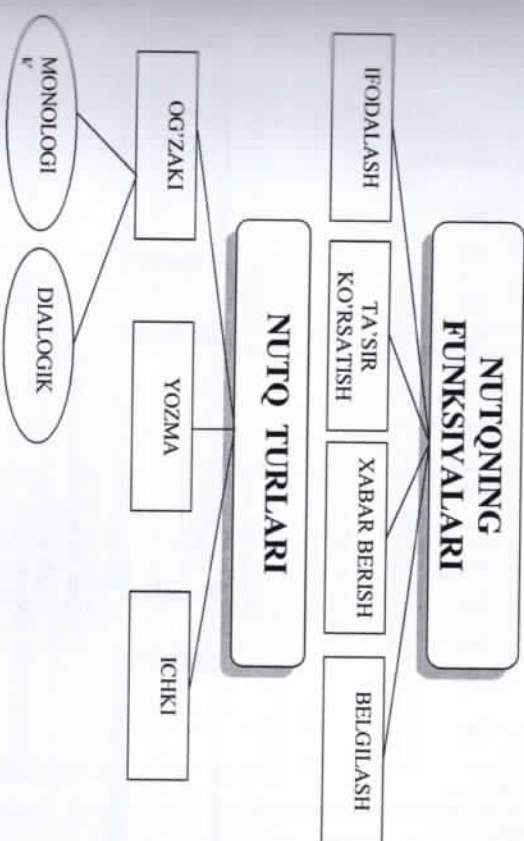 NUTQNING
FUNKSIYALARI
IFODALASH
TA'SIR
KO'RSATISH
XABAR BERISH
BELGILASH
NUTQ TURLARI
OG'ZAKI
YOZMA
ICHKI
MONOLOGI
DIALOGIK